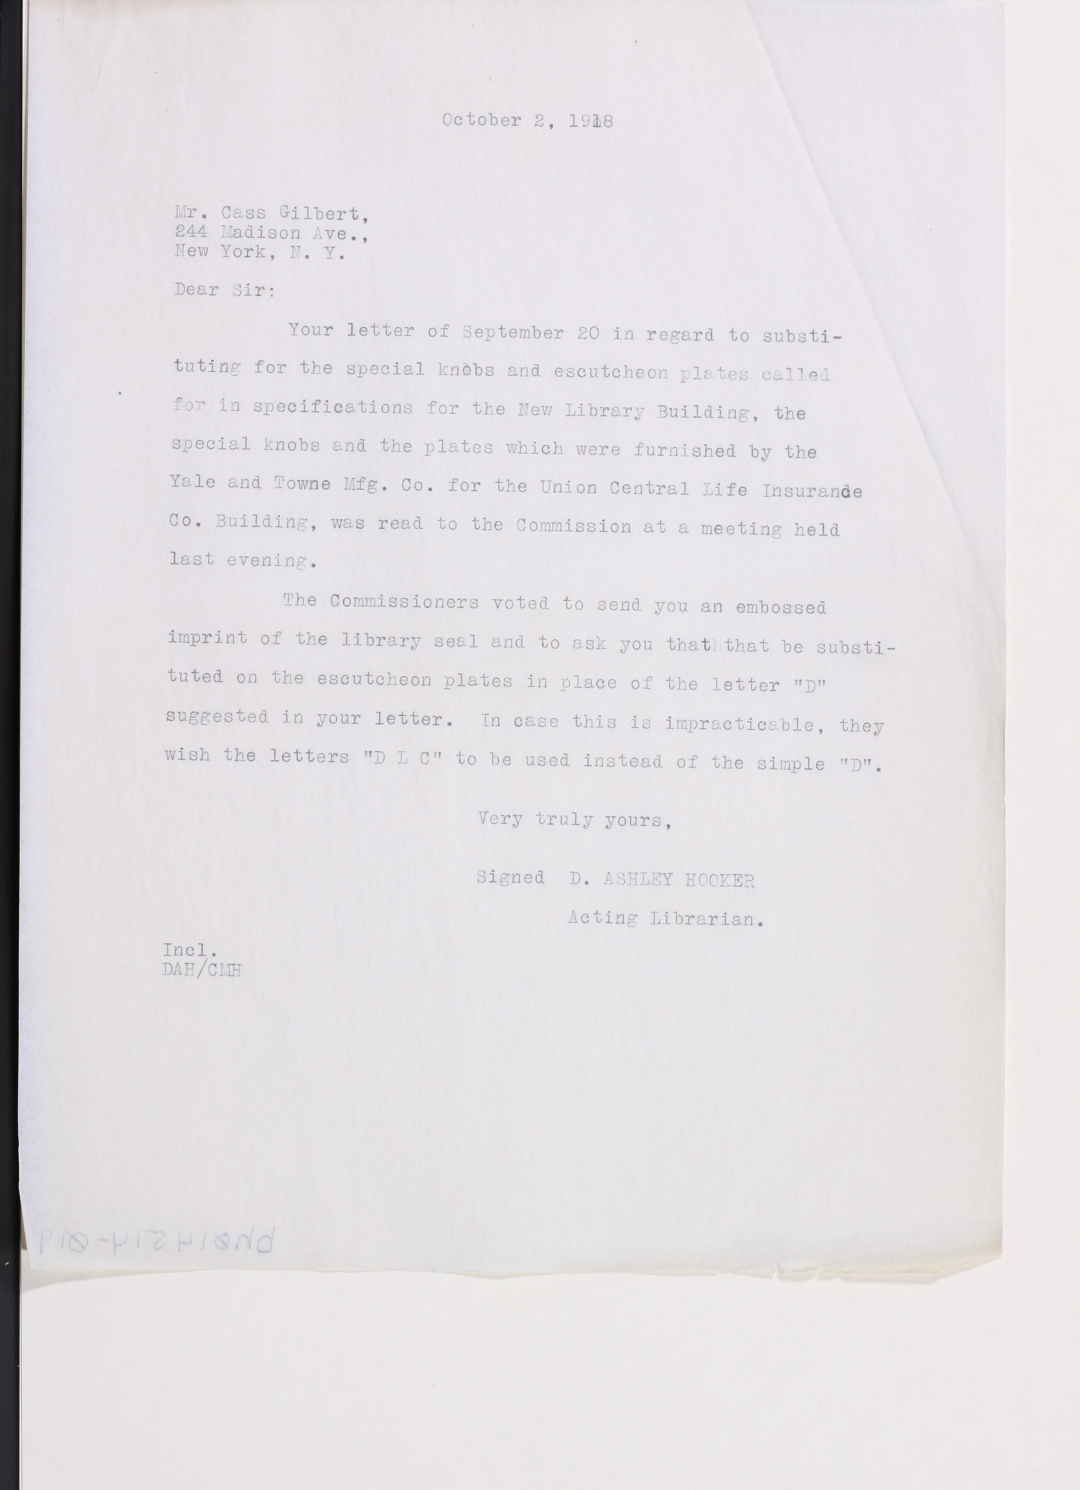 October 2, 1918
Mr. Cass Gilbert,
244 Madison Ave.,
New York, N. Y.
Dear Sir:
Your letter of September 20 in regard to substi-
tuting for the special knobs and escutcheon plates called
for in specifications for the New Library Building, the
special knobs and the plates which were furnished by the
Yale and Towne Mfg. Co. for the Union Central Life Insurande
Co. Building, was read to the Commission at a meeting held
last evening.
The Commissioners voted to send you an embossed
imprint of the library seal and to ask you that that be substi-
tuted on the escutcheon plates in place of the letter "D"
suggested in your letter. In case this is impracticable, they
wish the letters "D L C" to be used instead of the simple "D".
Very truly yours,
Signed D. ASHLEY HOOKER
Acting Librarian.
Incl.
DAH/CMH